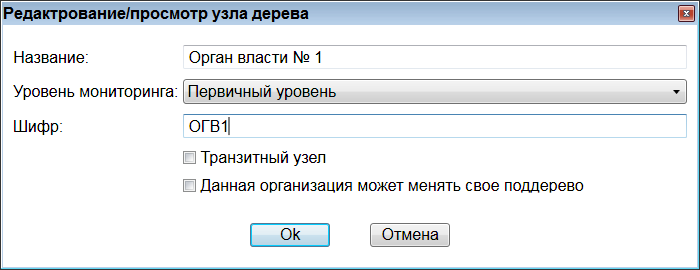 Редактрование/просмотр узла дерева
Название: Орган власти № 1
Уровень мониторинга: Первичный уровень
Шифр: ОГВ1
Транзитный узел
Данная организация может менять свое поддерево
Ok Отмена